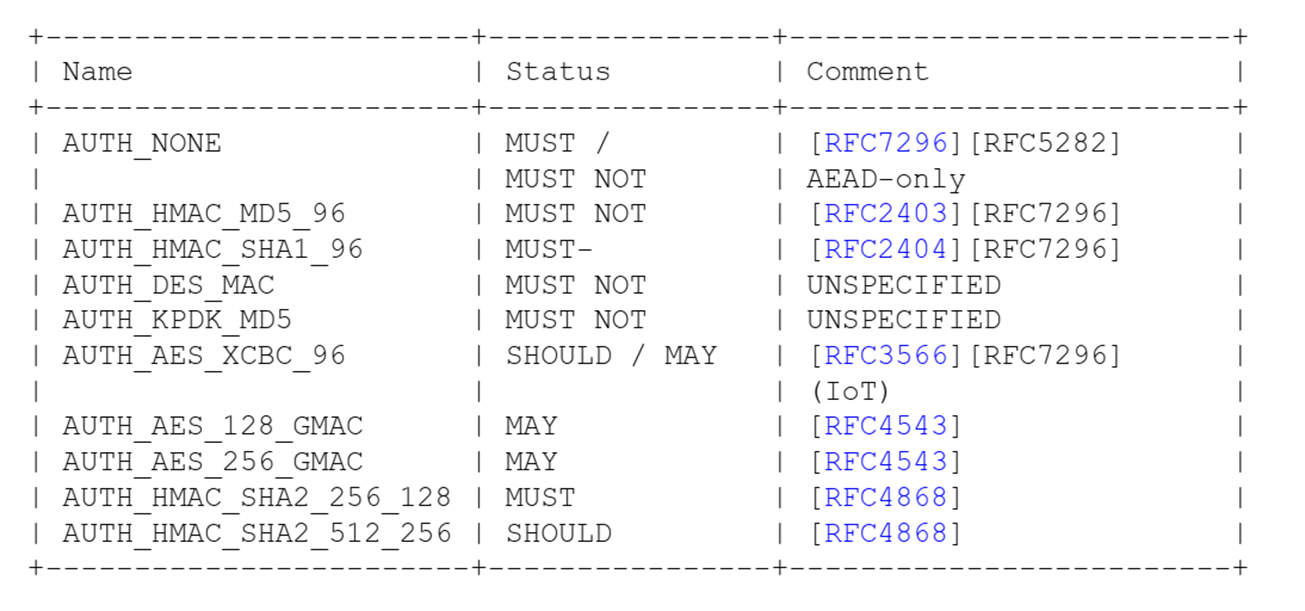 +------------------------+----------------+-------------------------+
| Name                   | Status         | Comment                 |
+------------------------+----------------+-------------------------+
| AUTH_NONE              | MUST /         | [RFC7296][RFC5282]      |
|                        | MUST NOT       | AEAD-only               |
| AUTH_HMAC_MD5_96       | MUST NOT       | [RFC2403][RFC7296]      |
| AUTH_HMAC_SHA1_96      | MUST-          | [RFC2404][RFC7296]      |
| AUTH_DES_MAC           | MUST NOT       | UNSPECIFIED             |
| AUTH_KPDK_MD5          | MUST NOT       | UNSPECIFIED             |
| AUTH_AES_XCBC_96       | SHOULD / MAY   | [RFC3566][RFC7296]      |
|                        |                | (IoT)                   |
| AUTH_AES_128_GMAC      | MAY            | [RFC4543]               |
| AUTH_AES_256_GMAC      | MAY            | [RFC4543]               |
| AUTH_HMAC_SHA2_256_128 | MUST           | [RFC4868]               |
| AUTH_HMAC_SHA2_512_256 | SHOULD         | [RFC4868]               |
+------------------------+----------------+-------------------------+